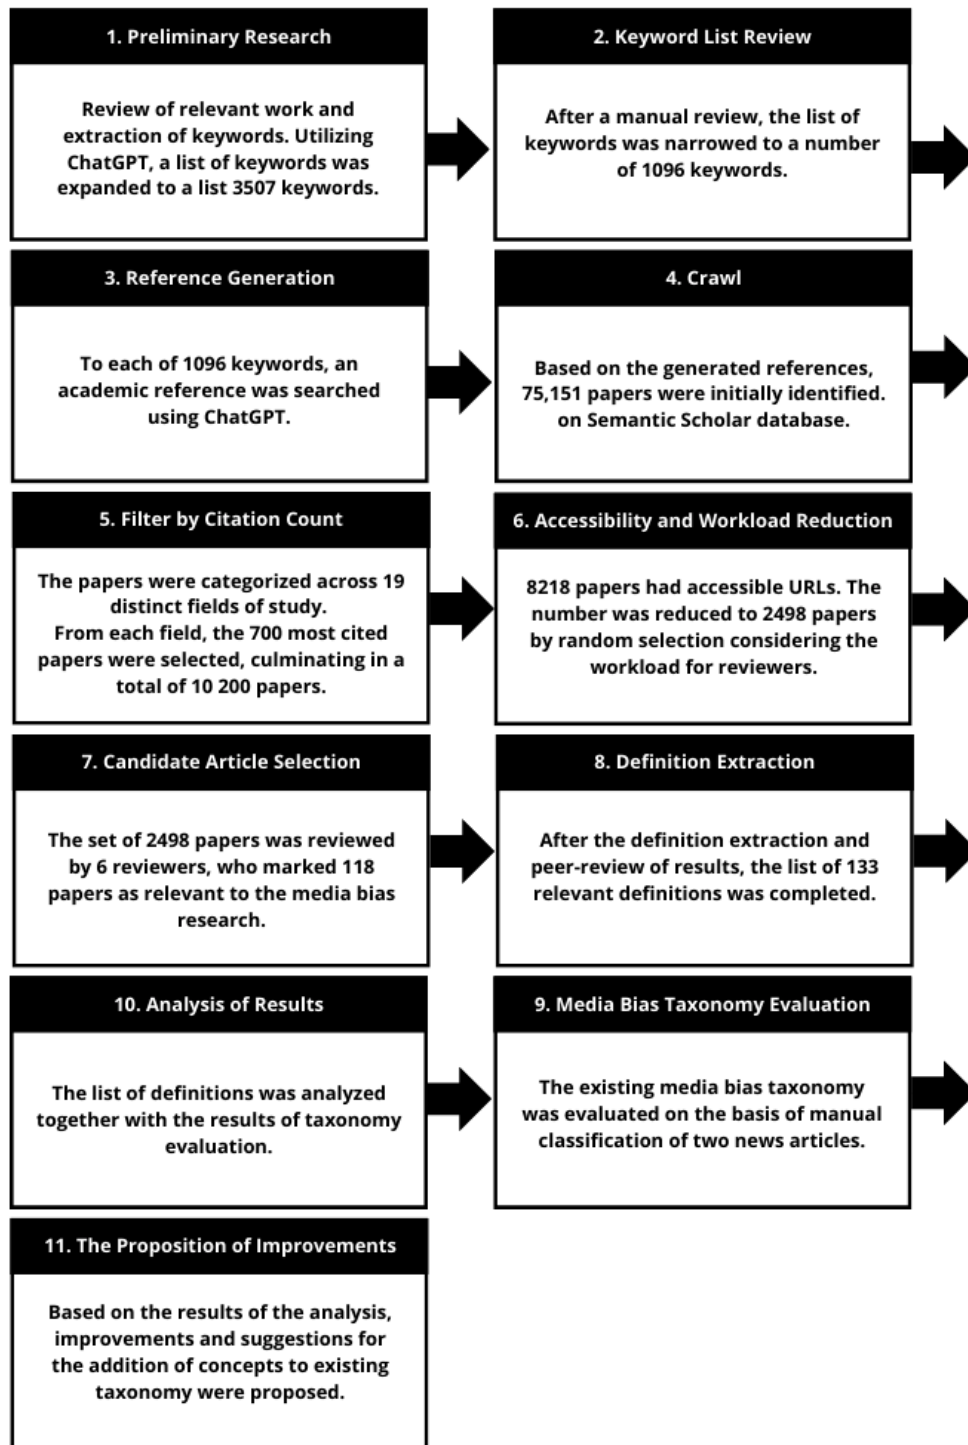 1. Preliminary Research
Review of relevant work and
extraction of keywords. Utilizing
ChatGPT, a list of keywords was
expanded to a list 3507 keywords.
2. Keyword List Review
After a manual review, the list of
keywords was narrowed to a number
of 1096 keywords.
3. Reference Generation
To each of 1096 keywords, an
academic reference was searched
using ChatGPT.
4. Crawl
Based on the generated references,
75,151 papers were initially identified.
on Semantic Scholar database.
5. Filter by Citation Count
The papers were categorized across 19
distinct fields of study.
From each field, the 700 most cited
papers were selected, culminating in a
total of 10 200 papers.
6. Accessibility and Workload Reduction
8218 papers had accessible URLs. The
number was reduced to 2498 papers
by random selection considering the
workload for reviewers.
7. Candidate Article Selection
The set of 2498 papers was reviewed
by 6 reviewers, who marked 118
papers as relevant to the media bias
research.
8. Definition Extraction
After the definition extraction and
peer-review of results, the list of 133
relevant definitions was completed.
10. Analysis of Results
The list of definitions was analyzed
together with the results of taxonomy
evaluation.
9. Media Bias Taxonomy Evaluation
The existing media bias taxonomy
was evaluated on the basis of manual
classification of two news articles.
11. The Proposition of Improvements
Based on the results of the analysis,
improvements and suggestions for
the addition of concepts to existing
taxonomy were proposed.